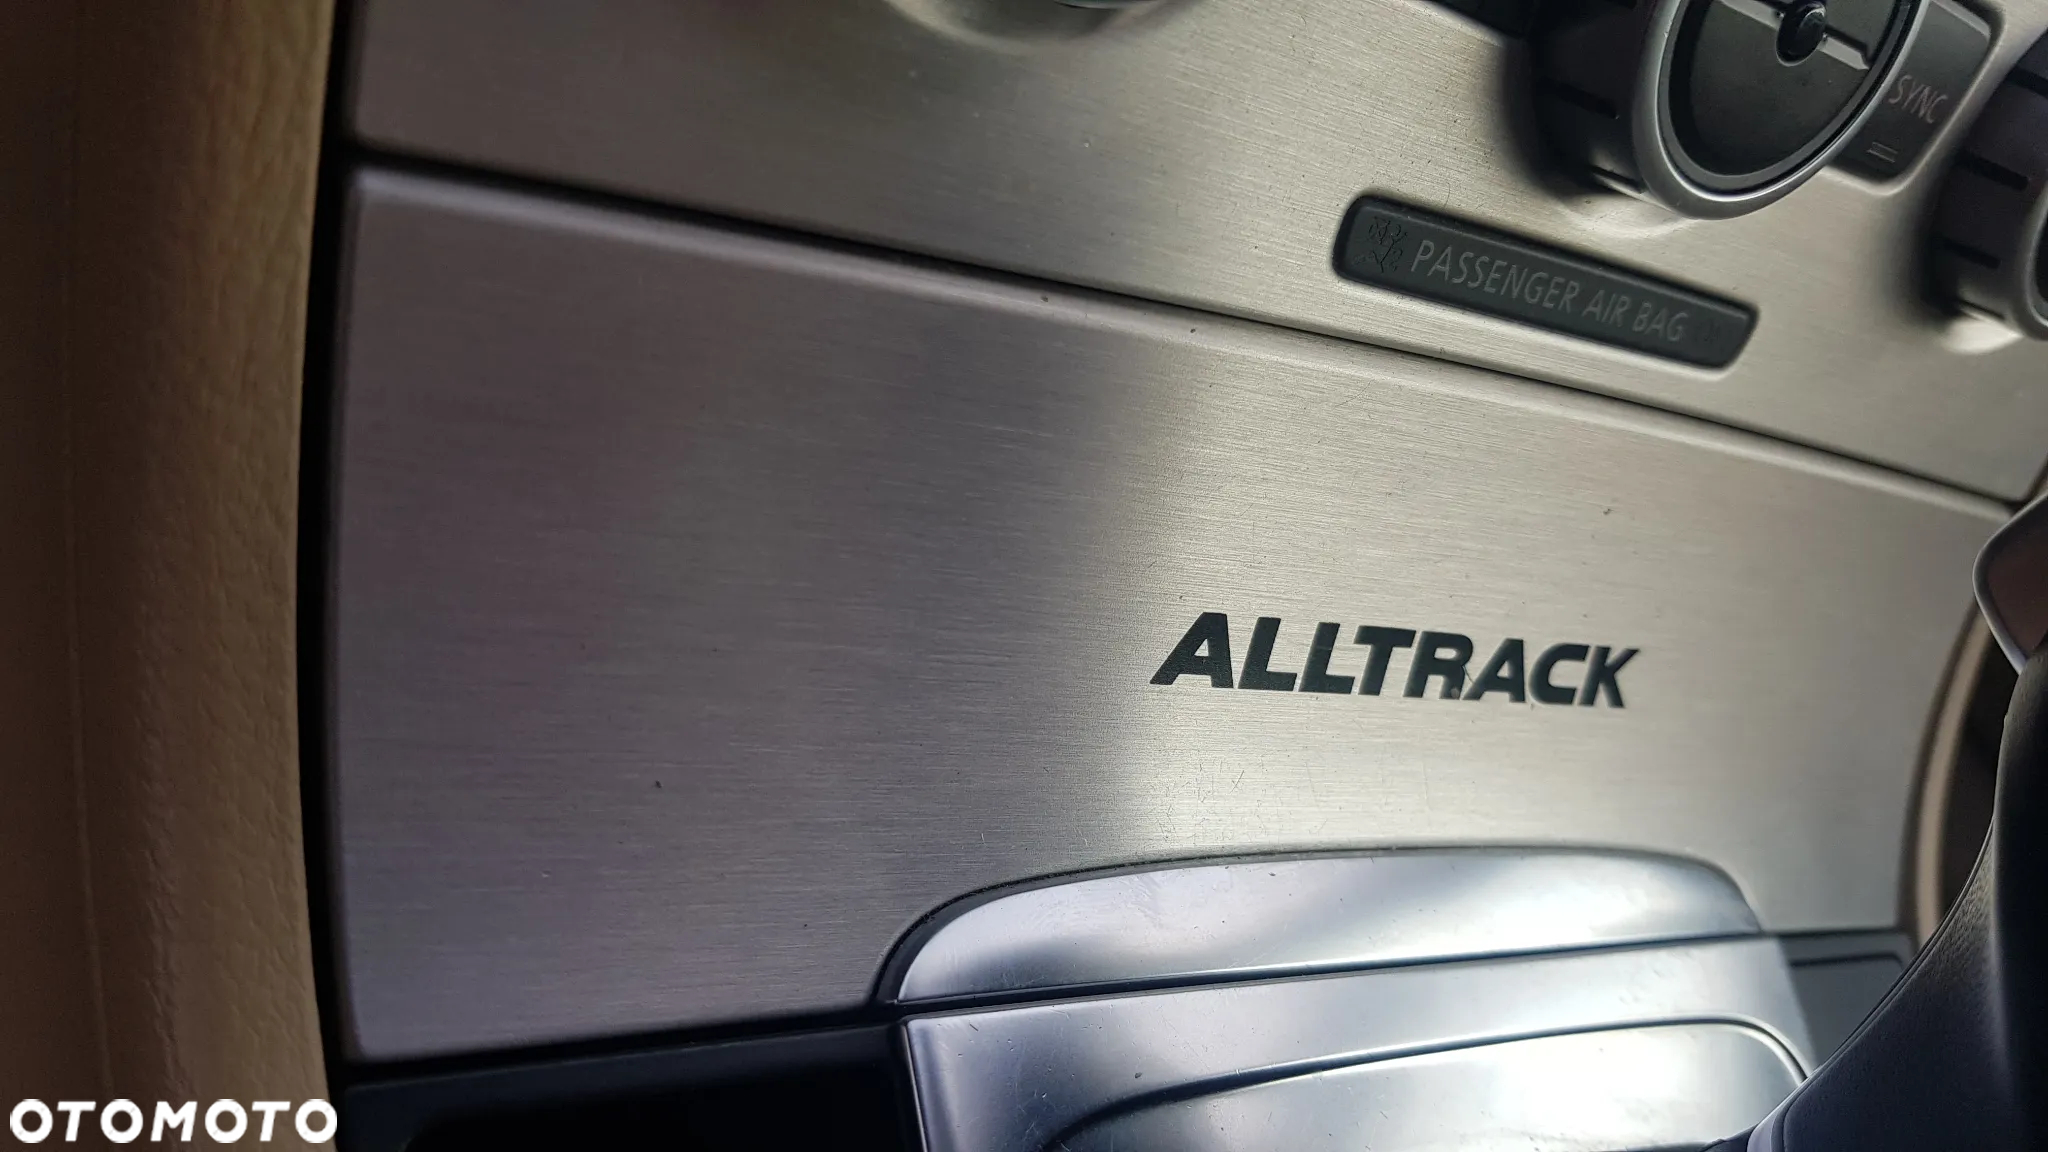 SYNC
PASSENGER AIR BAG
ALLTRACK
OTOMOTO